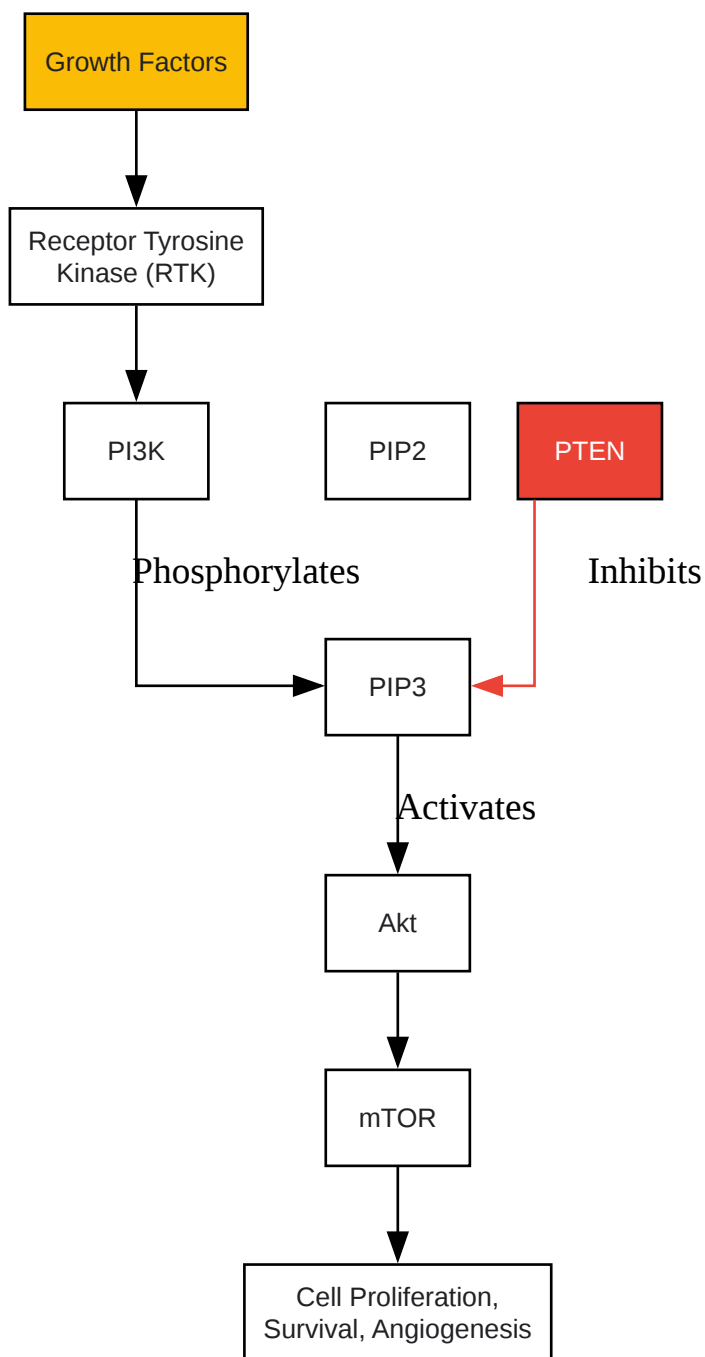 Growth Factors
Receptor Tyrosine
Kinase (RTK)
PI3K
PIP2
PTEN
Phosphorylates
Inhibits
PIP3
Activates
Akt
mTOR
Cell Proliferation,
Survival, Angiogenesis